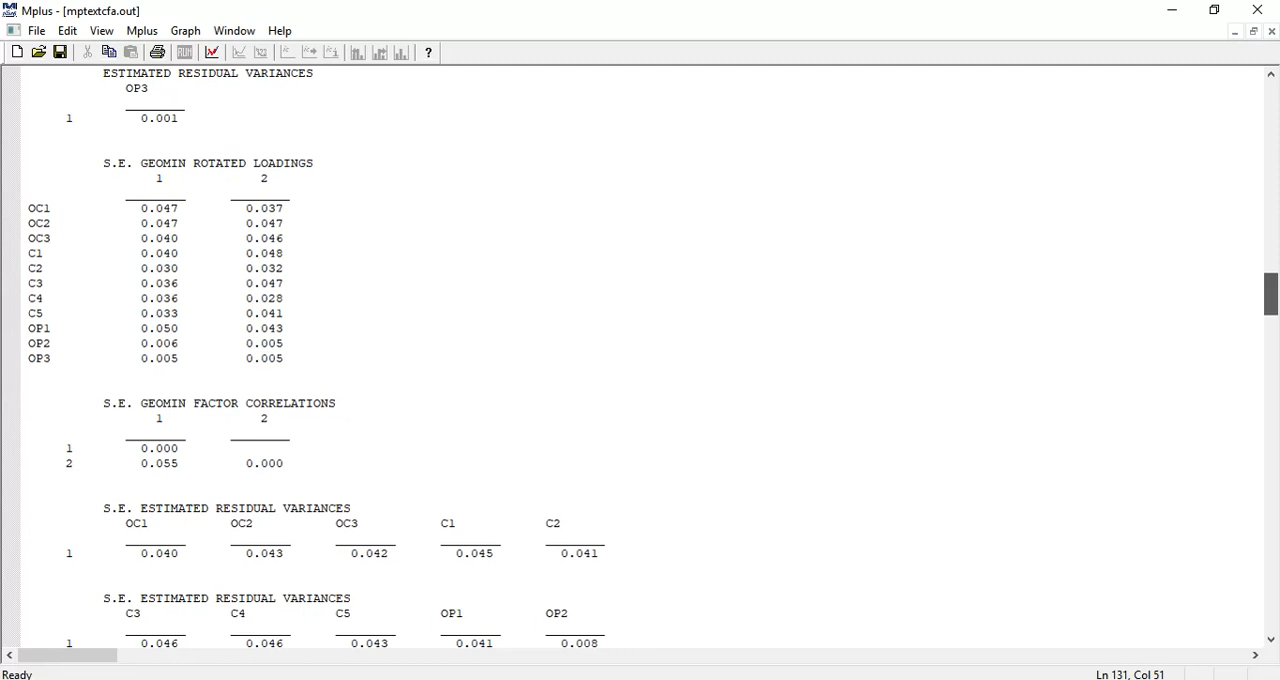 Mplus - [mptextcfa.out]
File Edit View Mplus Graph Window Help
RUN ?
ESTIMATED RESIDUAL VARIANCES
OP3
1 0.001
S.E. GEOMIN ROTATED LOADINGS
1 2
OC1 0.047 0.037
OC2 0.047 0.047
OC3 0.040 0.046
C1 0.040 0.048
C2 0.030 0.032
C3 0.036 0.047
C4 0.036 0.028
C5 0.033 0.041
OP1 0.050 0.043
OP2 0.006 0.005
OP3 0.005 0.005
S.E. GEOMIN FACTOR CORRELATIONS
1 2
1 0.000
2 0.055 0.000
S.E. ESTIMATED RESIDUAL VARIANCES
OC1 OC2 OC3 C1 C2
1 0.040 0.043 0.042 0.045 0.041
S.E. ESTIMATED RESIDUAL VARIANCES
C3 C4 C5 OP1 OP2
1 0.046 0.046 0.043 0.041 0.008
Ready Ln 131, Col 51